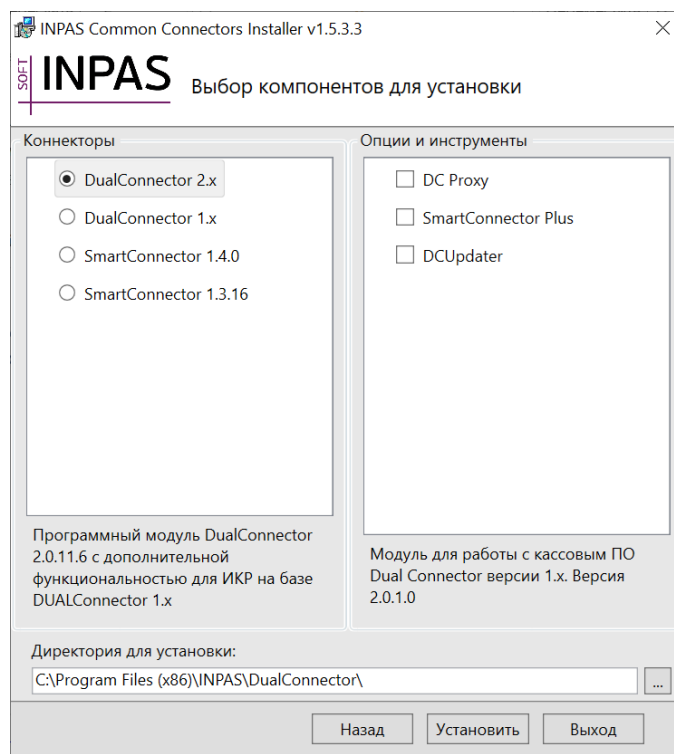 INPAS Common Connectors Installer v1.5.3.3
SOFT
INPAS
Выбор компонентов для установки
Коннекторы
DualConnector 2.x
DualConnector 1.x
SmartConnector 1.4.0
SmartConnector 1.3.16
Программный модуль DualConnector
2.0.11.6 с дополнительной
функциональностью для ИКР на базе
DUALConnector 1.x
Опции и инструменты
DC Proxy
SmartConnector Plus
DCUpdater
Модуль для работы с кассовым ПО
Dual Connector версии 1.x. Версия
2.0.1.0
Директория для установки:
C:\Program Files (x86)\INPAS\DualConnector\
...
Назад
Установить
Выход